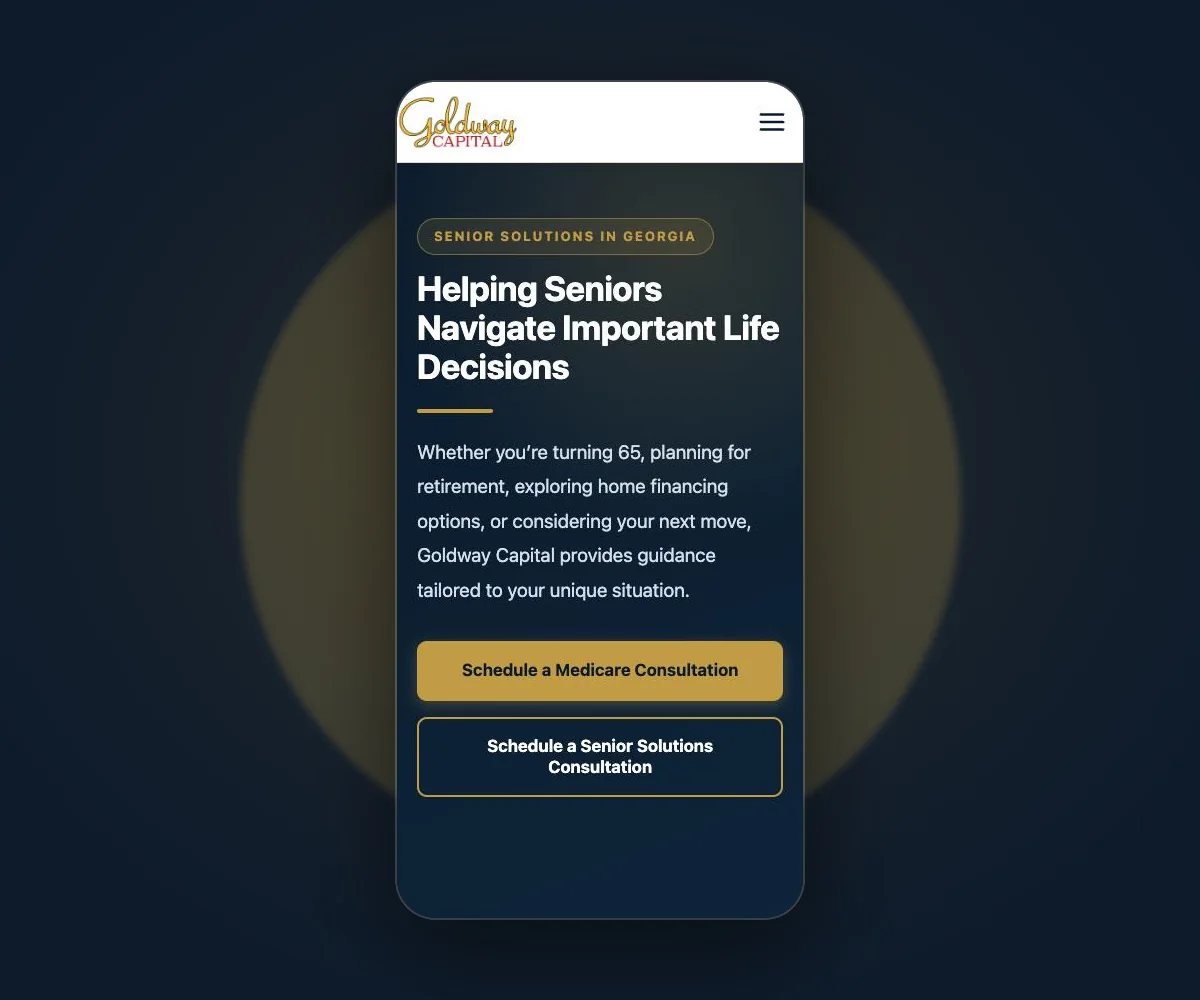 Goldway
CAPITAL
SENIOR SOLUTIONS IN GEORGIA
Helping Seniors
Navigate Important Life
Decisions
Whether you’re turning 65, planning for
retirement, exploring home financing
options, or considering your next move,
Goldway Capital provides guidance
tailored to your unique situation.
Schedule a Medicare Consultation
Schedule a Senior Solutions
Consultation